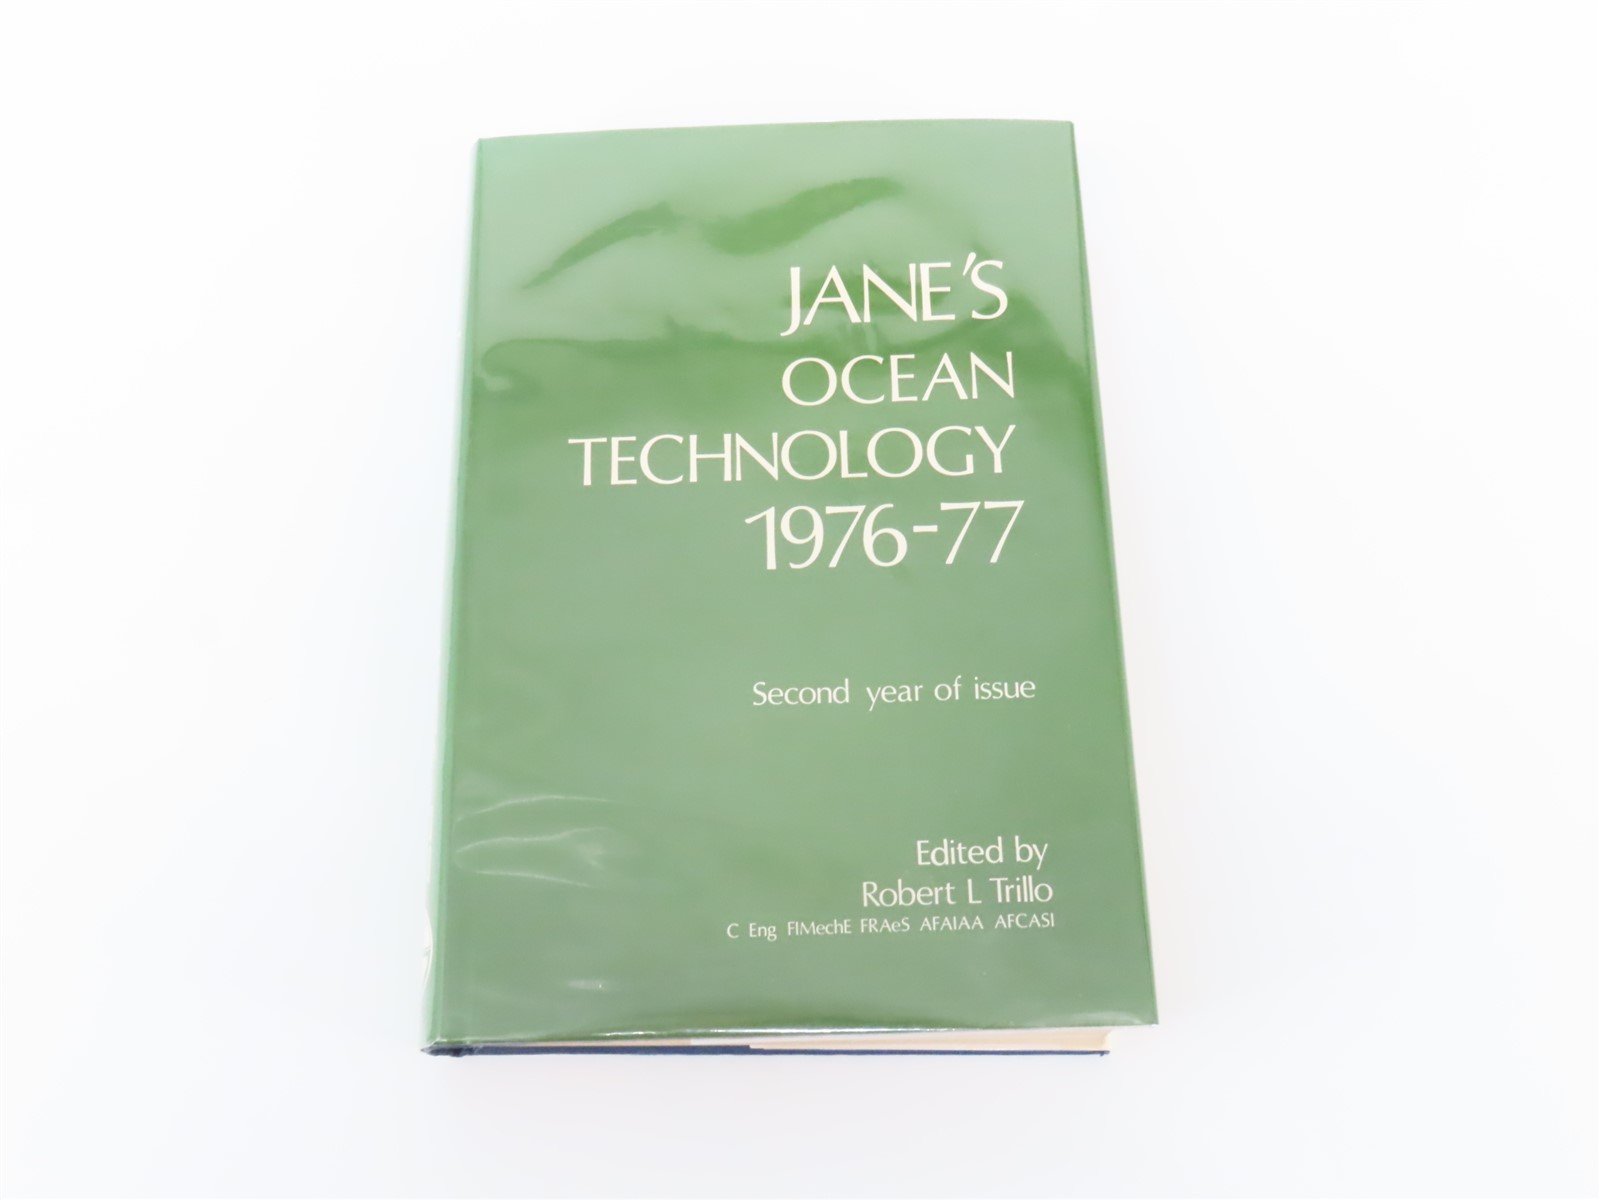 JANE'S
OCEAN
TECHNOLOGY
1976-77
Second year of issue
Edited by
Robert L Trillo
C Eng FIMechE FRAeS AFAIAA AFCASI